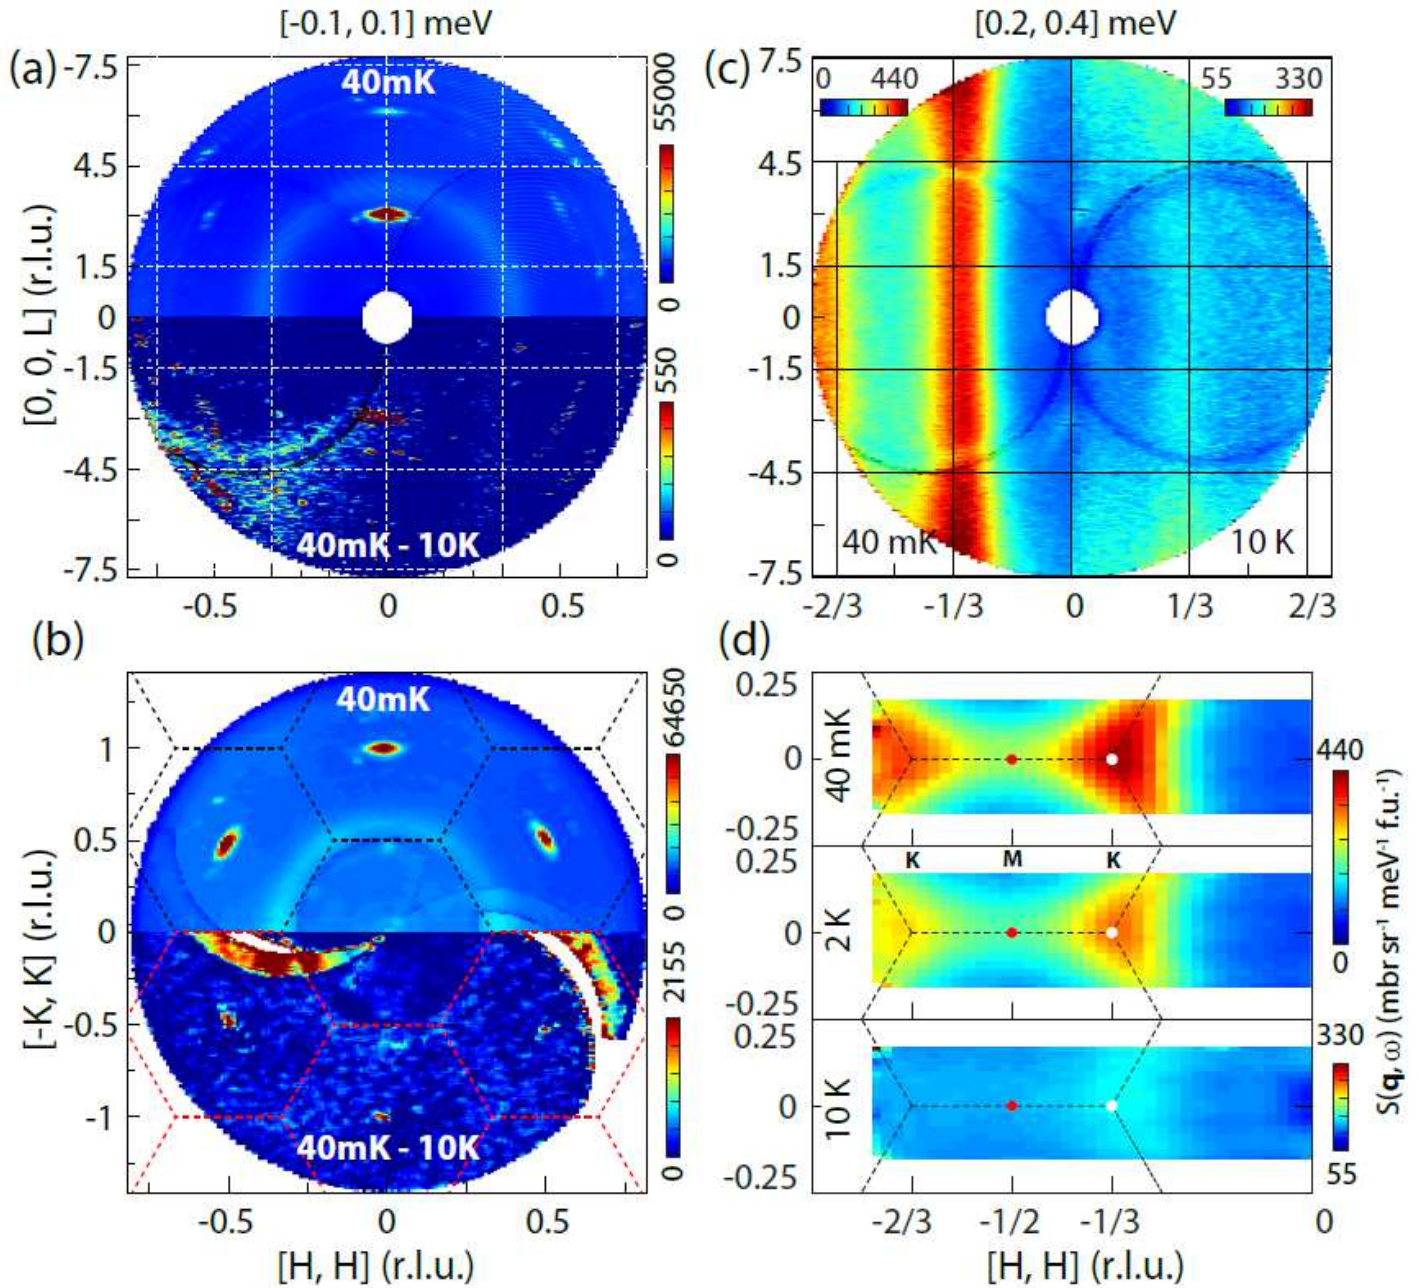 [-0.1, 0.1] meV
(a)
40mK
-7.5
4.5
1.5
0
-1.5
-4.5
-7.5
[0, 0, L] (r.l.u.)
55000
0
550
0
40mK - 10K
-0.5
0
0.5
[0.2, 0.4] meV
(c)
7.5
4.5
1.5
0
-1.5
-4.5
-7.5
0
440
55
330
40 mK
10 K
-2/3
-1/3
0
1/3
2/3
(b)
40mK
1
0.5
0
-0.5
-1
[-K, K] (r.l.u.)
64650
0
2155
0
40mK - 10K
-0.5
0
0.5
[H, H] (r.l.u.)
(d)
0.25
0
-0.25
40 mK
0.25
0
-0.25
2 K
K
M
K
0.25
0
-0.25
10 K
440
0
330
55
S(q, ω) (mbr sr⁻¹ meV⁻¹ f.u.⁻¹)
-2/3
-1/2
-1/3
0
[H, H] (r.l.u.)